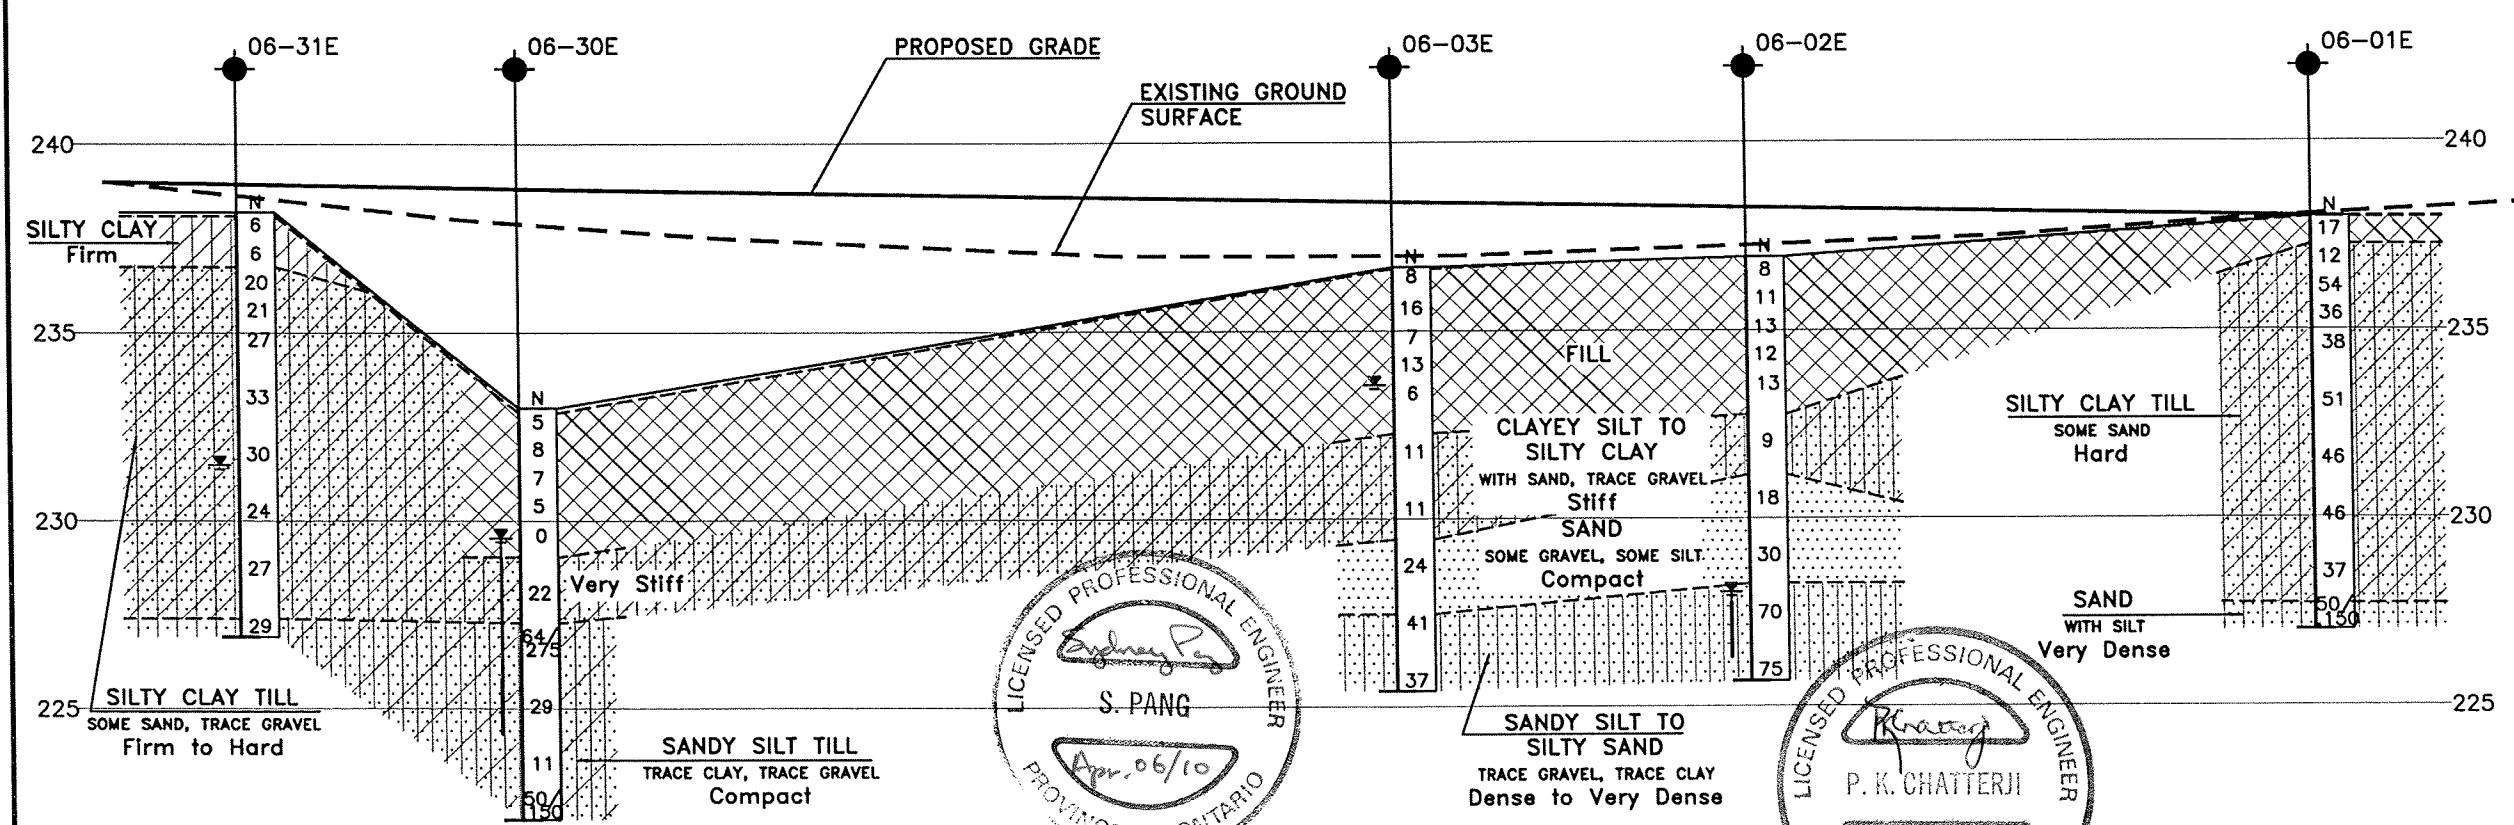 06-31E
06-30E
PROPOSED GRADE
06-03E
06-02E
06-01E
EXISTING GROUND
SURFACE
240
240
235
235
230
230
225
225
SILTY CLAY
Firm
N
6
6
20
21
27
33
30
24
27
29
N
5
8
7
5
0
22
64/
275
29
11
50/
150
Very Stiff
N
8
16
7
13
6
11
11
24
41
37
FILL
CLAYEY SILT TO
SILTY CLAY
WITH SAND, TRACE GRAVEL
Stiff
SAND
SOME GRAVEL, SOME SILT
Compact
N
8
11
13
12
13
9
18
30
70
75
N
17
12
54
36
38
51
46
46
37
50/
150
SILTY CLAY TILL
SOME SAND
Hard
SAND
WITH SILT
Very Dense
SILTY CLAY TILL
SOME SAND, TRACE GRAVEL
Firm to Hard
SANDY SILT TILL
TRACE CLAY, TRACE GRAVEL
Compact
SANDY SILT TO
SILTY SAND
TRACE GRAVEL, TRACE CLAY
Dense to Very Dense
LICENSED PROFESSIONAL ENGINEER
Sydney Pang
S. PANG
Apr. 06/10
LICENSED PROFESSIONAL ENGINEER
P. K. CHATTERJI